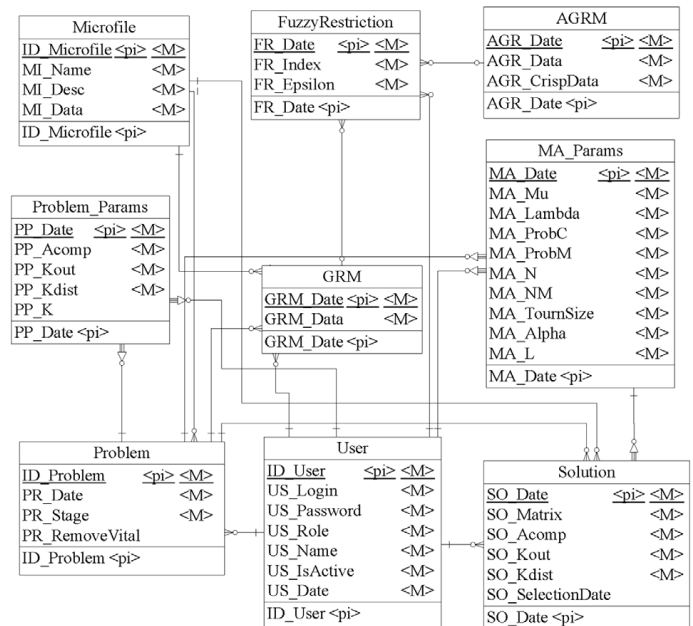 Microfile
ID_Microfile <pi> <M>
MI_Name <M>
MI_Desc <M>
MI_Data <M>
ID_Microfile <pi>
FuzzyRestriction
FR_Date <pi> <M>
FR_Index <M>
FR_Epsilon <M>
FR_Date <pi>
AGRM
AGR_Date <pi> <M>
AGR_Data <M>
AGR_CrispData <M>
AGR_Date <pi>
MA_Params
MA_Date <pi> <M>
MA_Mu <M>
MA_Lambda <M>
MA_ProbC <M>
MA_ProbM <M>
MA_N <M>
MA_NM <M>
MA_TournSize <M>
MA_Alpha <M>
MA_L <M>
MA_Date <pi>
Problem_Params
PP_Date <pi> <M>
PP_Acomp <M>
PP_Kout <M>
PP_Kdist <M>
PP_K
PP_Date <pi>
GRM
GRM_Date <pi> <M>
GRM_Data <M>
GRM_Date <pi>
Problem
ID_Problem <pi> <M>
PR_Date <M>
PR_Stage <M>
PR_RemoveVital
ID_Problem <pi>
User
ID_User <pi> <M>
US_Login <M>
US_Password <M>
US_Role <M>
US_Name <M>
US_IsActive <M>
US_Date <M>
ID_User <pi>
Solution
SO_Date <pi> <M>
SO_Matrix <M>
SO_Acomp <M>
SO_Kout <M>
SO_Kdist <M>
SO_SelectionDate
SO_Date <pi>